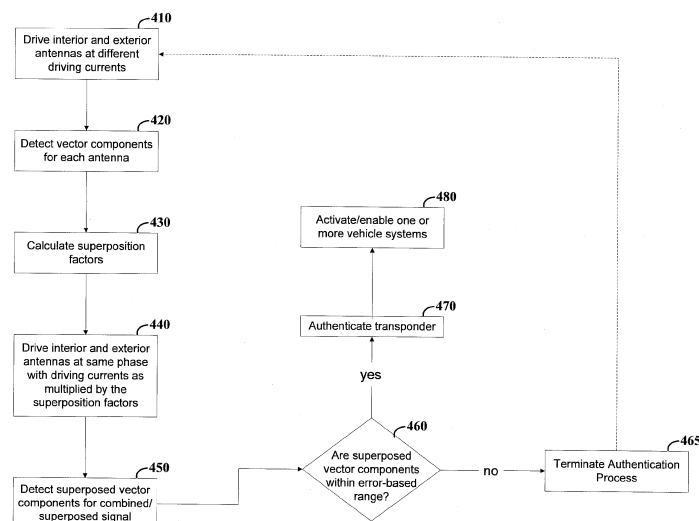 410
Drive interior and exterior
antennas at different
driving currents
420
Detect vector components
for each antenna
430
Calculate superposition
factors
440
Drive interior and exterior
antennas at same phase
with driving currents as
multiplied by the
superposition factors
450
Detect superposed vector
components for combined/
superposed signal
460
Are superposed
vector components
within error-based
range?
yes
no
465
Terminate Authentication
Process
470
Authenticate transponder
480
Activate/enable one or
more vehicle systems